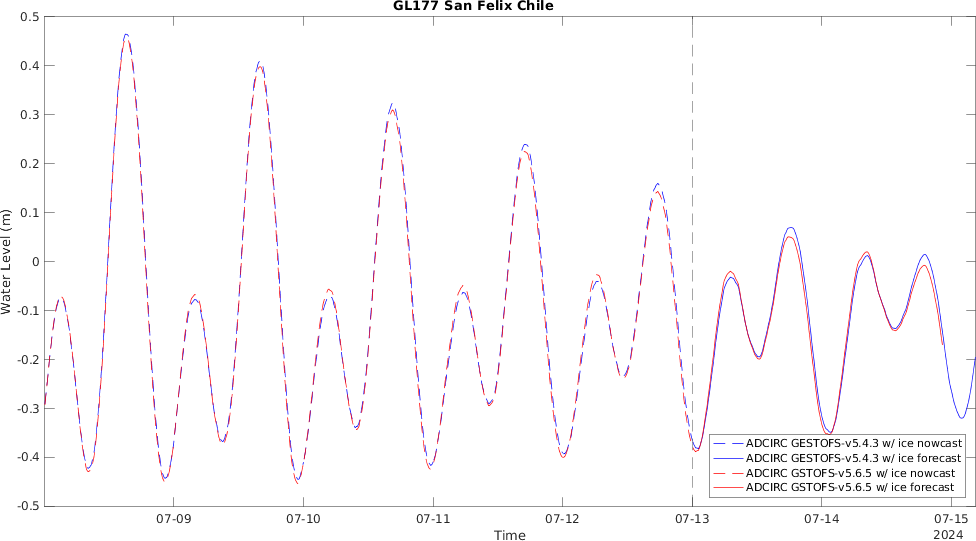 GL177 San Felix Chile
0.5
0.4
0.3
0.2
0.1
0
-0.1
-0.2
-0.3
-0.4
-0.5
Water Level (m)
ADCIRC GESTOFS-v5.4.3 w/ ice nowcast
ADCIRC GESTOFS-v5.4.3 w/ ice forecast
ADCIRC GSTOFS-v5.6.5 w/ ice nowcast
ADCIRC GSTOFS-v5.6.5 w/ ice forecast
07-09 07-10 07-11 07-12 07-13 07-14 07-15
2024
Time